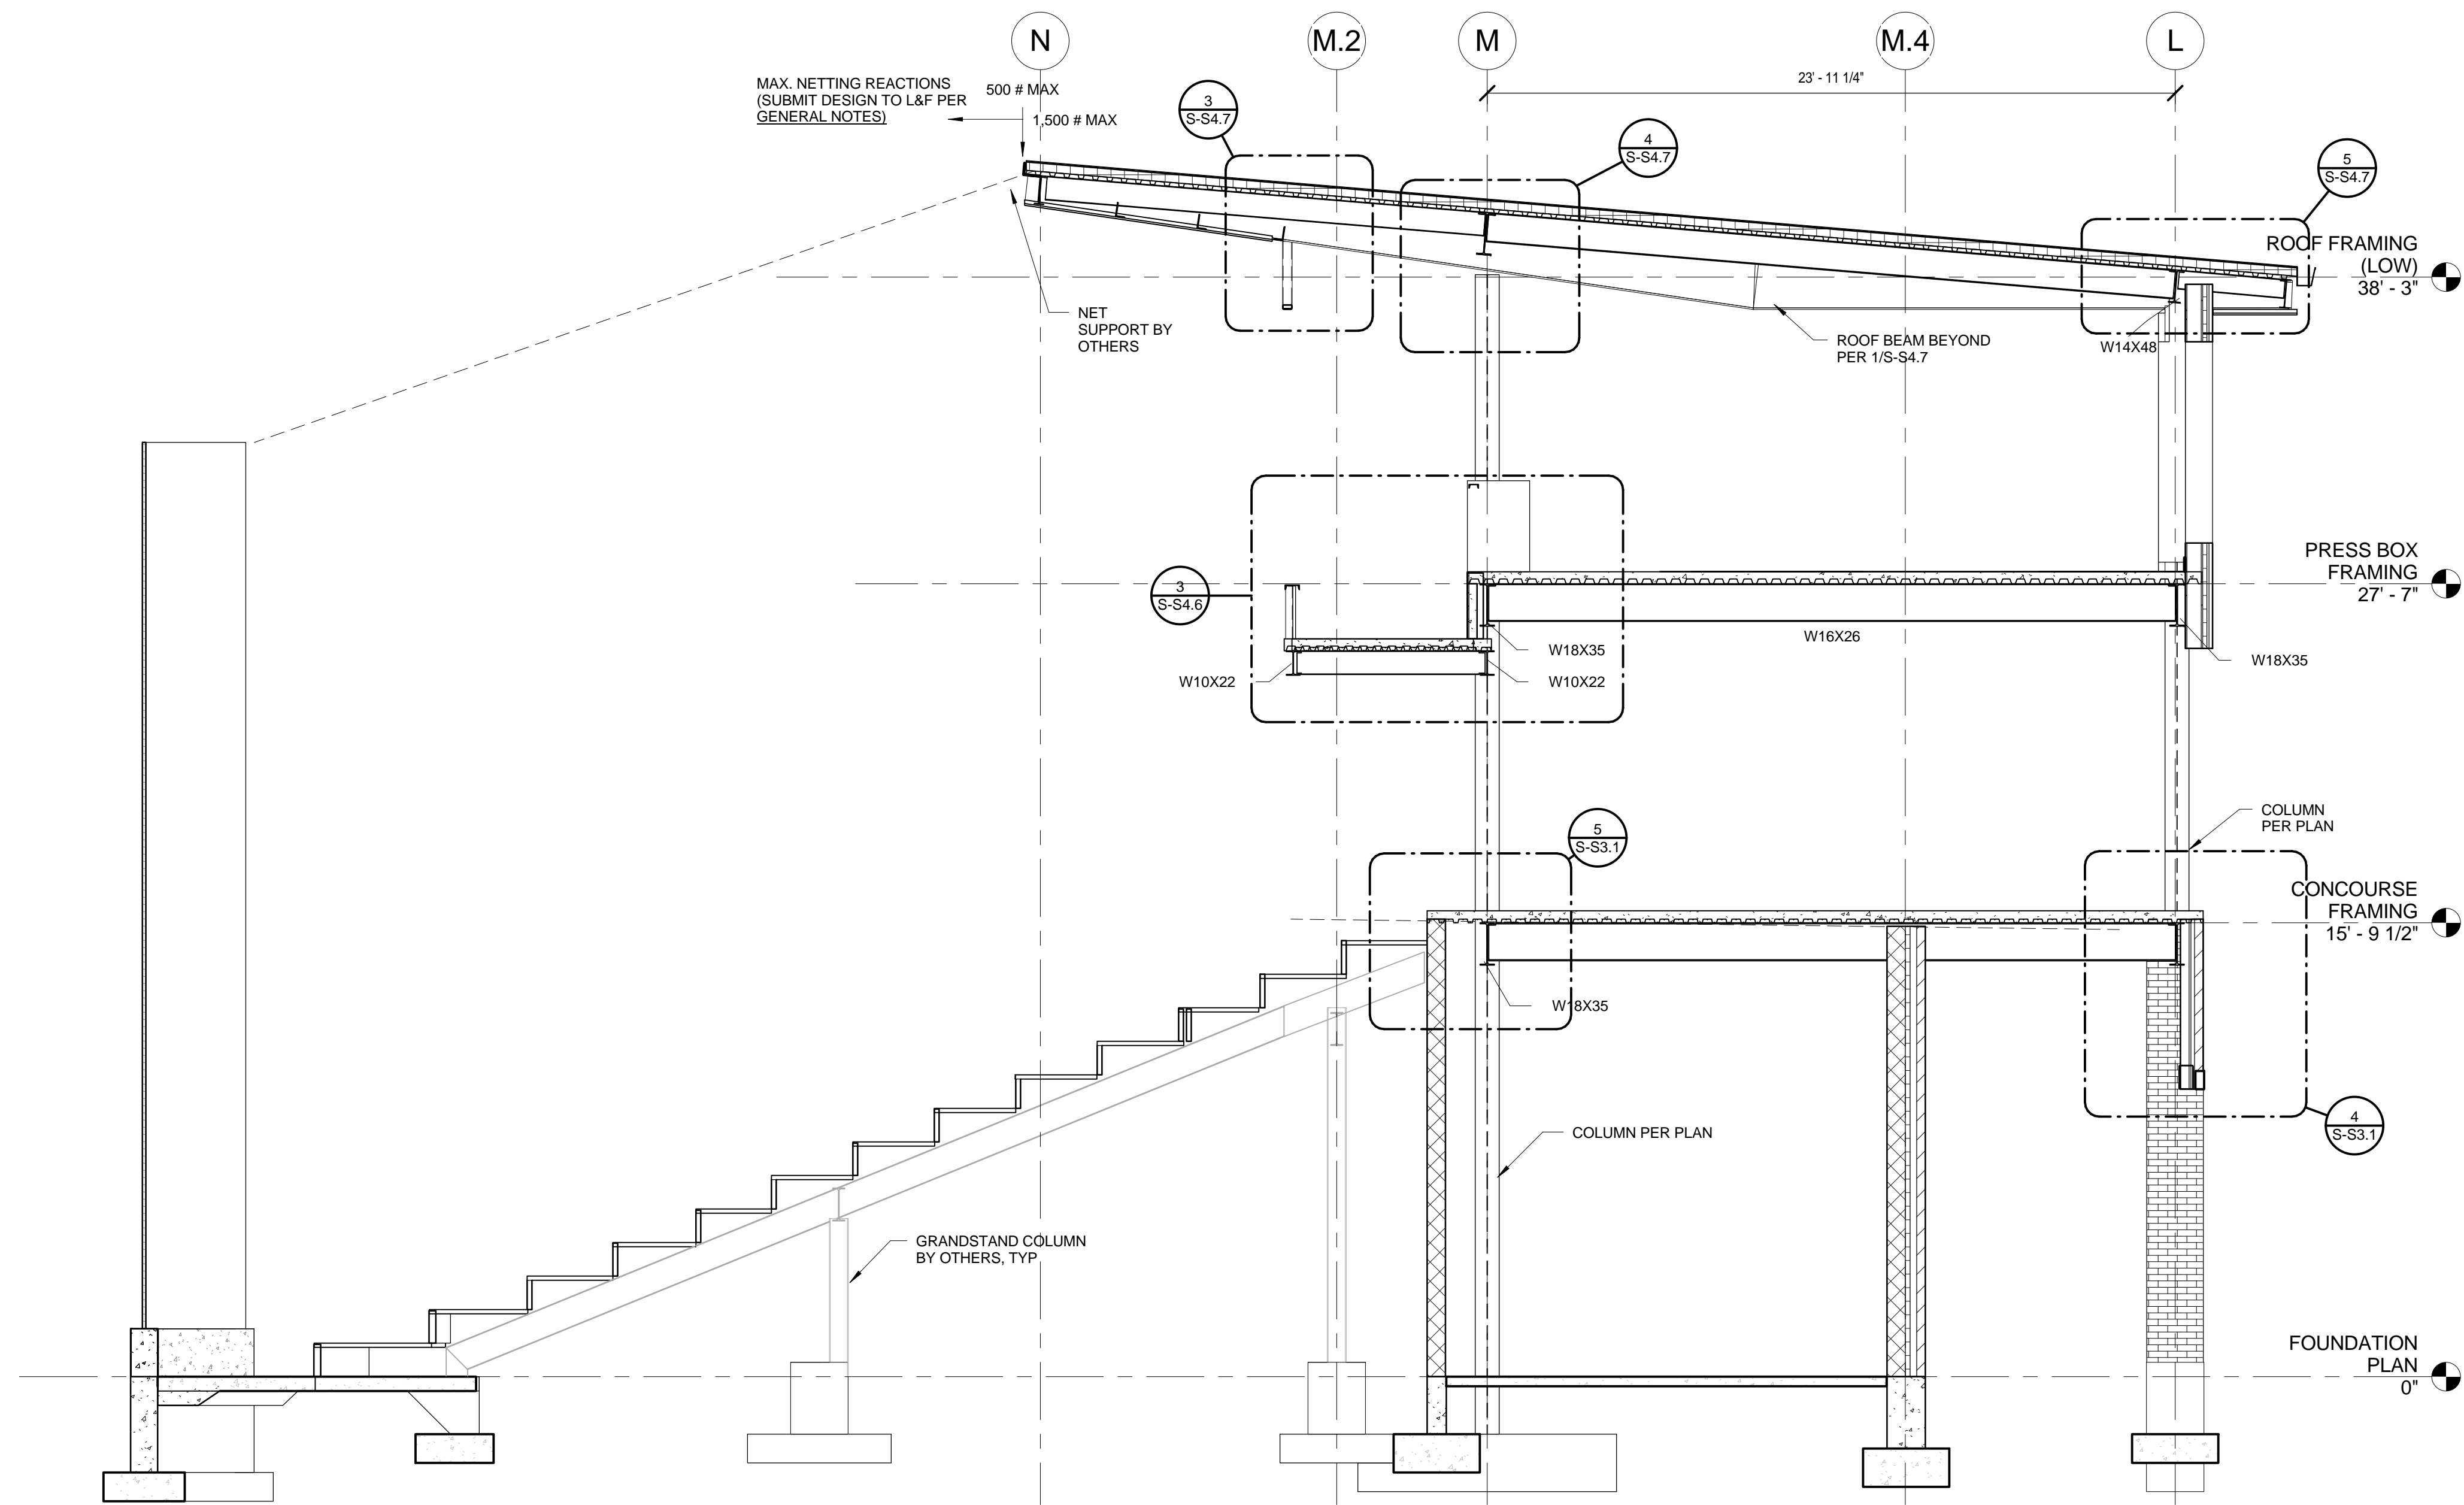 N
M.2
M
M.4
L
23' - 11 1/4"
MAX. NETTING REACTIONS
(SUBMIT DESIGN TO L&F PER
GENERAL NOTES)
500 # MAX
1,500 # MAX
3
S-S4.7
4
S-S4.7
5
S-S4.7
ROOF FRAMING
(LOW)
38' - 3"
NET
SUPPORT BY
OTHERS
ROOF BEAM BEYOND
PER 1/S-S4.7
W14X48
PRESS BOX
FRAMING
27' - 7"
3
S-S4.6
W18X35
W16X26
W18X35
W10X22
W10X22
COLUMN
PER PLAN
5
S-S3.1
CONCOURSE
FRAMING
15' - 9 1/2"
W18X35
4
S-S3.1
COLUMN PER PLAN
GRANDSTAND COLUMN
BY OTHERS, TYP
FOUNDATION
PLAN
0"